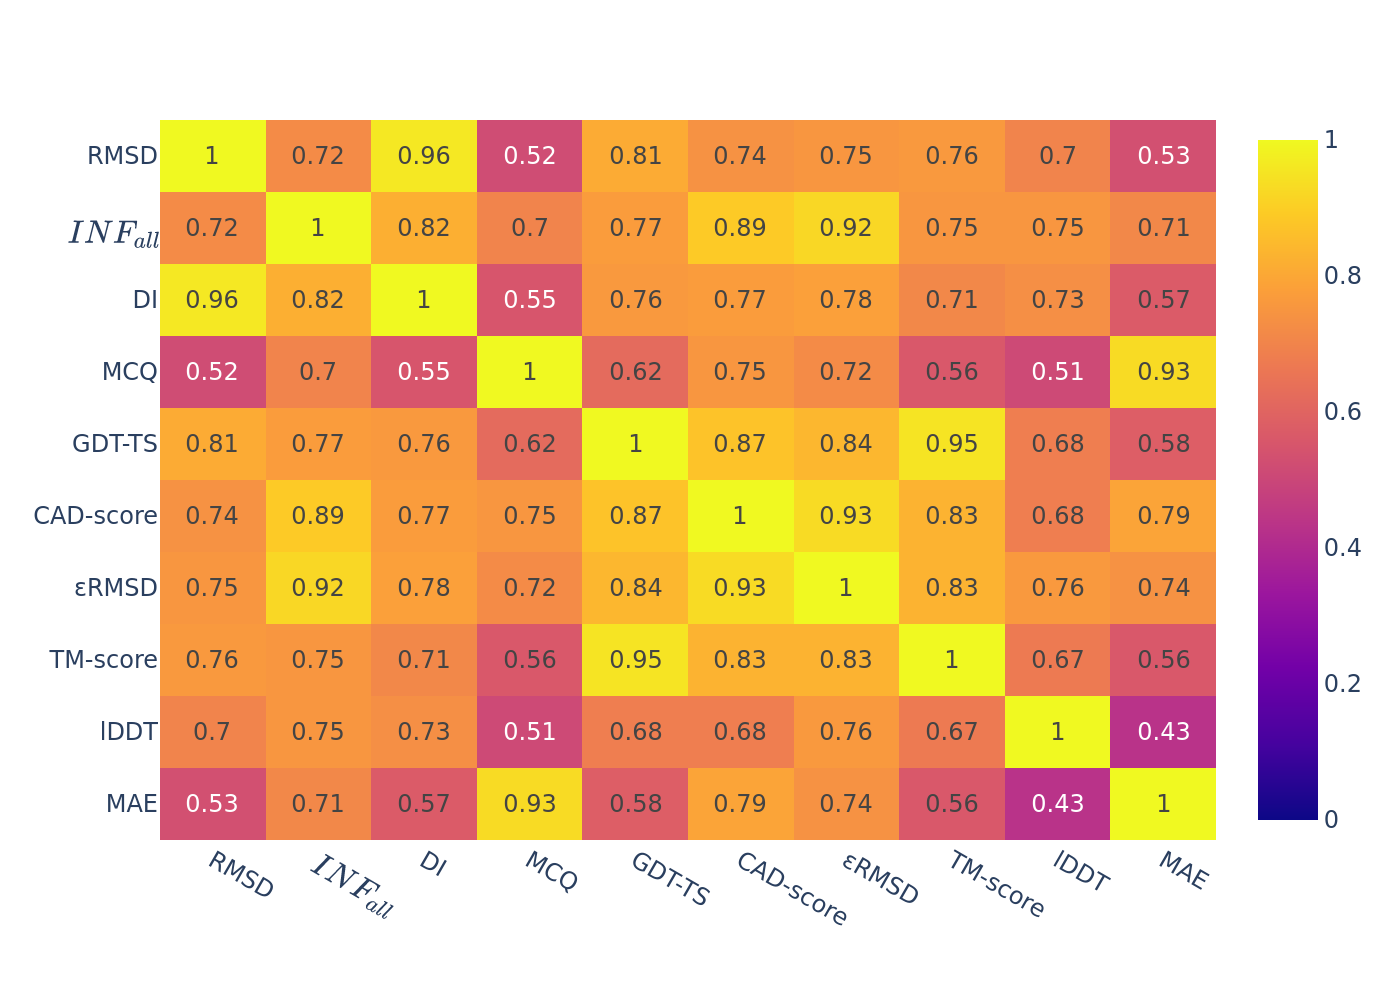 RMSD 1 0.72 0.96 0.52 0.81 0.74 0.75 0.76 0.7 0.53
INF_all 0.72 1 0.82 0.7 0.77 0.89 0.92 0.75 0.75 0.71
DI 0.96 0.82 1 0.55 0.76 0.77 0.78 0.71 0.73 0.57
MCQ 0.52 0.7 0.55 1 0.62 0.75 0.72 0.56 0.51 0.93
GDT-TS 0.81 0.77 0.76 0.62 1 0.87 0.84 0.95 0.68 0.58
CAD-score 0.74 0.89 0.77 0.75 0.87 1 0.93 0.83 0.68 0.79
εRMSD 0.75 0.92 0.78 0.72 0.84 0.93 1 0.83 0.76 0.74
TM-score 0.76 0.75 0.71 0.56 0.95 0.83 0.83 1 0.67 0.56
lDDT 0.7 0.75 0.73 0.51 0.68 0.68 0.76 0.67 1 0.43
MAE 0.53 0.71 0.57 0.93 0.58 0.79 0.74 0.56 0.43 1
RMSD INF_all DI MCQ GDT-TS CAD-score εRMSD TM-score lDDT MAE
1
0.8
0.6
0.4
0.2
0